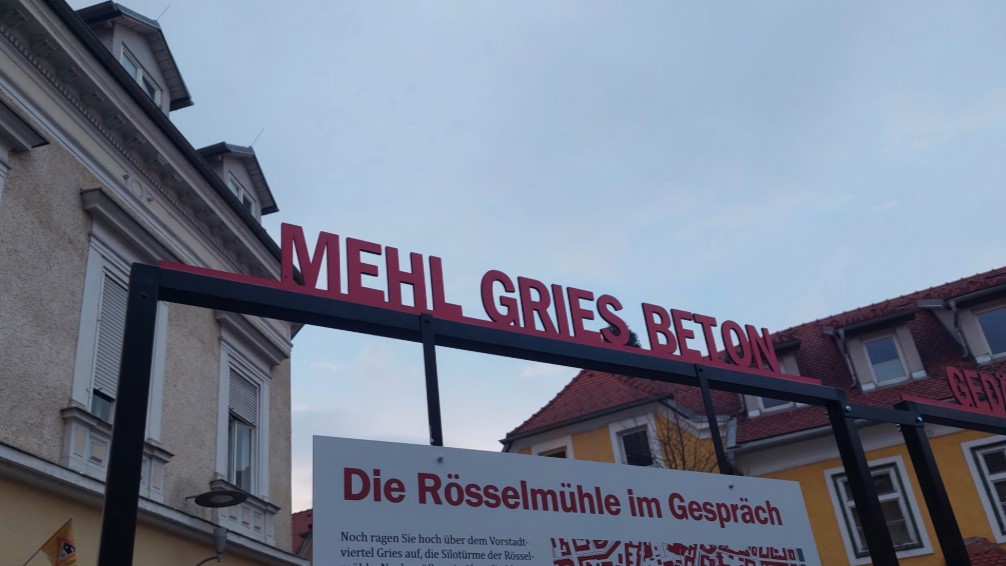 MEHL GRIES BETON
Die Rösselmühle im Gespräch
Noch ragen Sie hoch über dem Vorstadt-
viertel Gries auf, die Silotürme der Rössel-